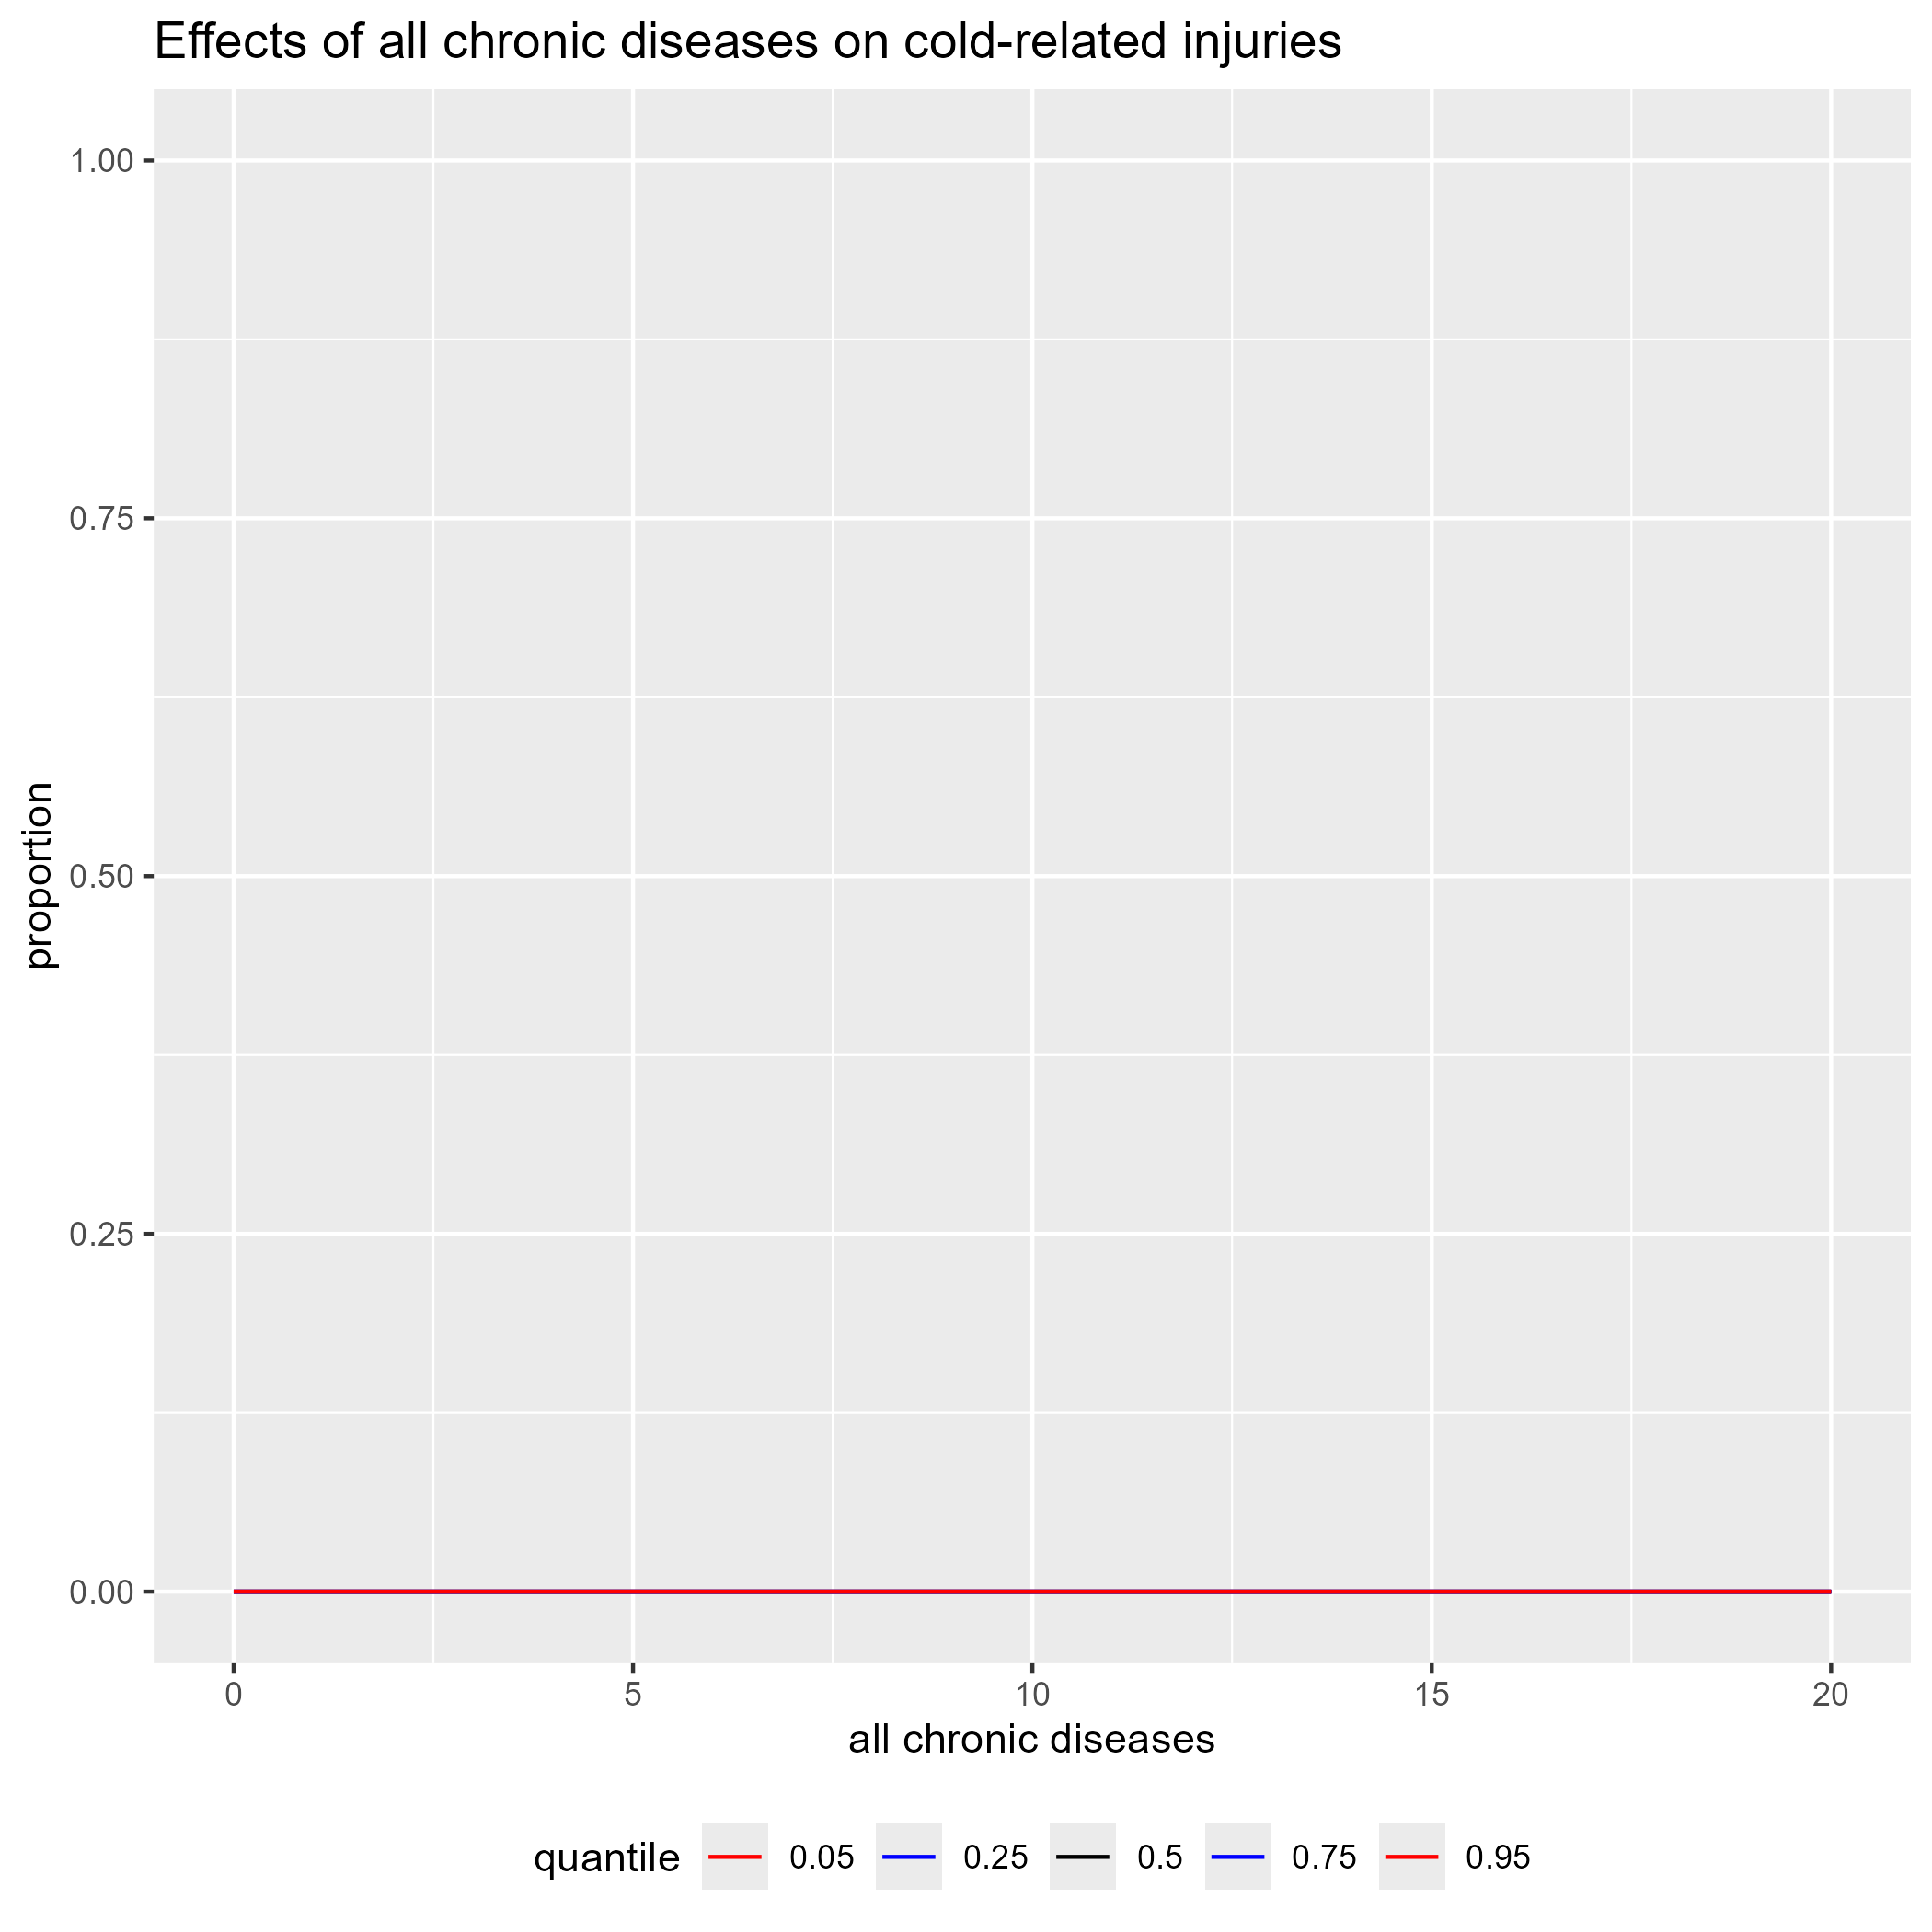 Effects of all chronic diseases on cold-related injuries
1.00
0.75
0.50
0.25
0.00
proportion
0 5 10 15 20
all chronic diseases
quantile 0.05 0.25 0.5 0.75 0.95